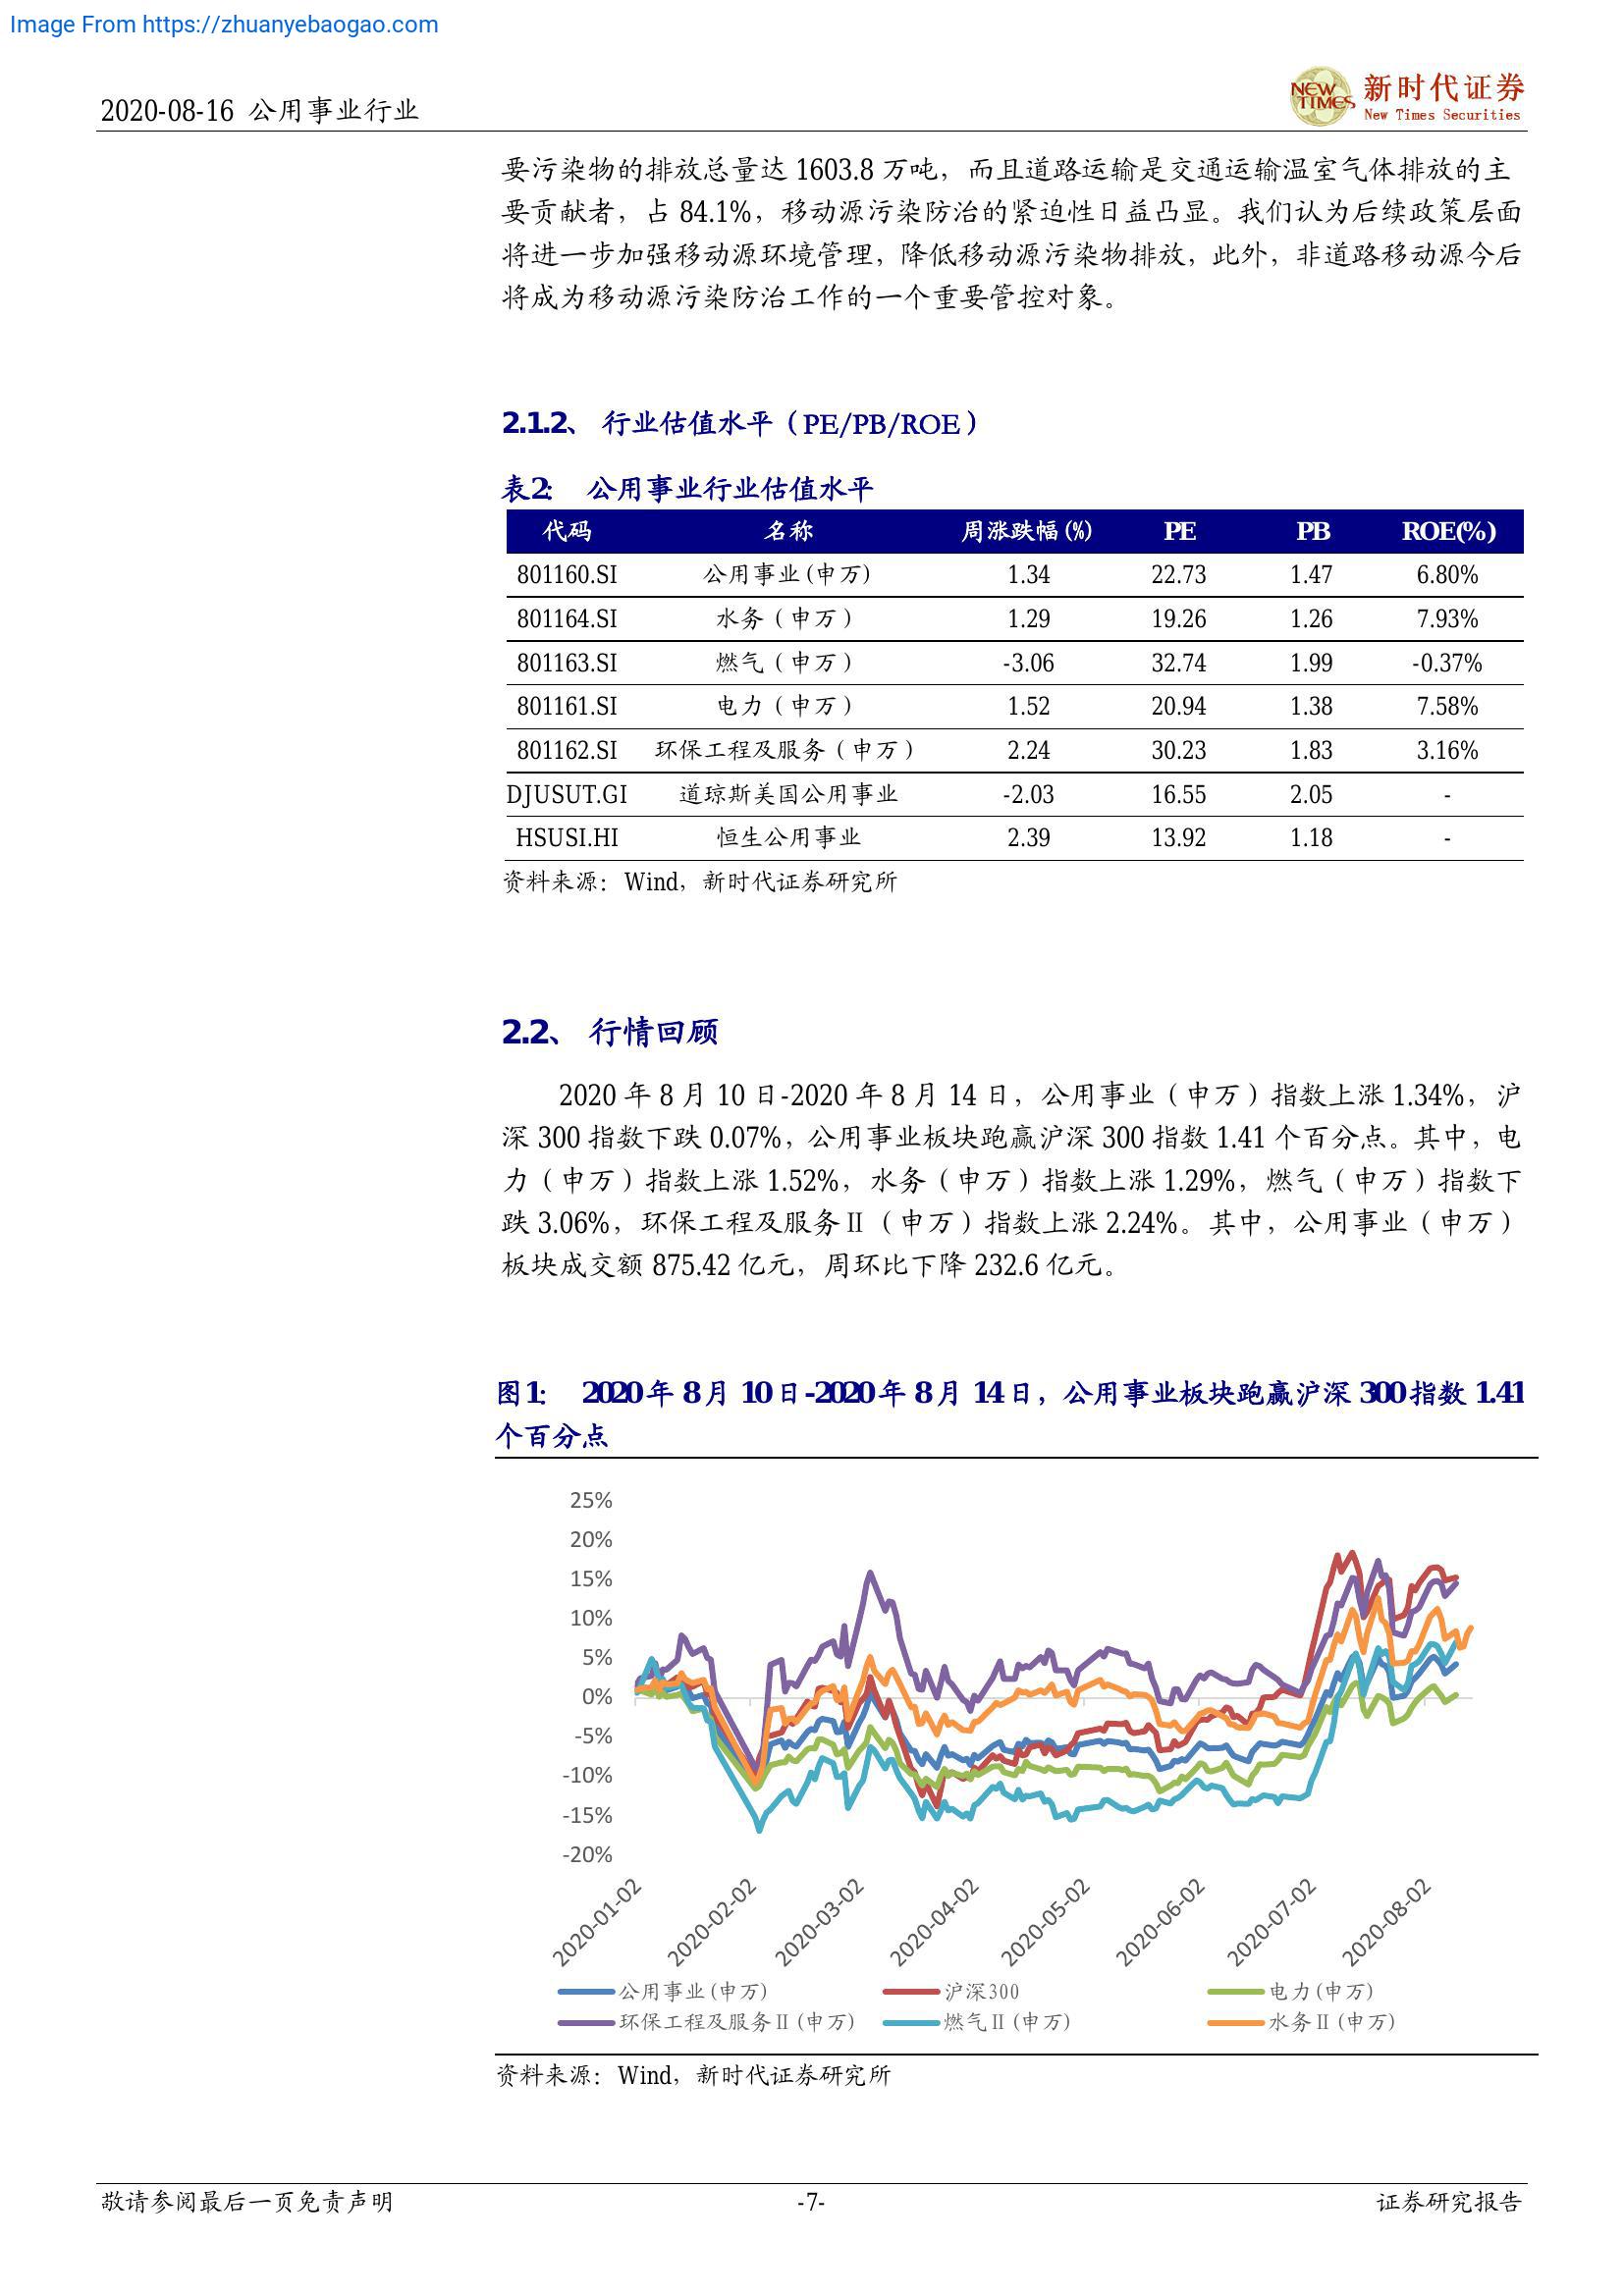 Image From https://zhuanyebaogao.com
2020-08-16 公用事业行业
NEW TIMES
新时代证券
New Times Securities
要污染物的排放总量达 1603.8 万吨，而且道路运输是交通运输温室气体排放的主
要贡献者，占 84.1%，移动源污染防治的紧迫性日益凸显。我们认为后续政策层面
将进一步加强移动源环境管理，降低移动源污染物排放，此外，非道路移动源今后
将成为移动源污染防治工作的一个重要管控对象。
2.1.2、 行业估值水平（PE/PB/ROE）
表2： 公用事业行业估值水平
代码 名称 周涨跌幅(%) PE PB ROE(%)
801160.SI 公用事业(申万) 1.34 22.73 1.47 6.80%
801164.SI 水务（申万） 1.29 19.26 1.26 7.93%
801163.SI 燃气（申万） -3.06 32.74 1.99 -0.37%
801161.SI 电力（申万） 1.52 20.94 1.38 7.58%
801162.SI 环保工程及服务（申万） 2.24 30.23 1.83 3.16%
DJUSUT.GI 道琼斯美国公用事业 -2.03 16.55 2.05 -
HSUSI.HI 恒生公用事业 2.39 13.92 1.18 -
资料来源：Wind，新时代证券研究所
2.2、 行情回顾
2020 年 8 月 10 日-2020 年 8 月 14 日，公用事业（申万）指数上涨 1.34%，沪
深 300 指数下跌 0.07%，公用事业板块跑赢沪深 300 指数 1.41 个百分点。其中，电
力（申万）指数上涨 1.52%，水务（申万）指数上涨 1.29%，燃气（申万）指数下
跌 3.06%，环保工程及服务Ⅱ（申万）指数上涨 2.24%。其中，公用事业（申万）
板块成交额 875.42 亿元，周环比下降 232.6 亿元。
图1： 2020 年 8 月 10 日-2020 年 8 月 14 日，公用事业板块跑赢沪深 300 指数 1.41
个百分点
25%
20%
15%
10%
5%
0%
-5%
-10%
-15%
-20%
2020-01-02 2020-02-02 2020-03-02 2020-04-02 2020-05-02 2020-06-02 2020-07-02 2020-08-02
公用事业(申万) 沪深300 电力(申万)
环保工程及服务Ⅱ(申万) 燃气Ⅱ(申万) 水务Ⅱ(申万)
资料来源：Wind，新时代证券研究所
敬请参阅最后一页免责声明 -7- 证券研究报告